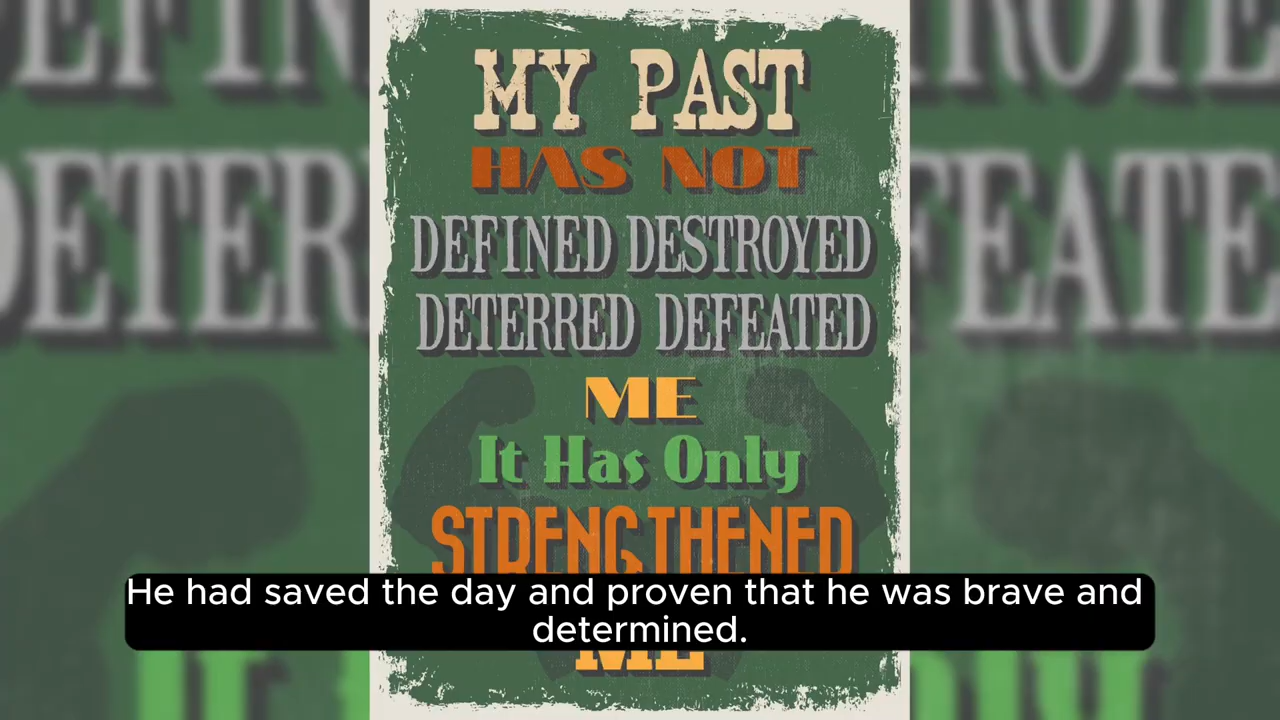 MY PAST
HAS NOT
DEFINED DESTROYED
DETERRED DEFEATED
ME
It Has Only
STRENGTHENED
He had saved the day and proven that he was brave and
determined.
ME